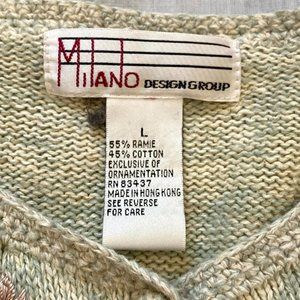 MILANO DESIGN GROUP
L
55% RAMIE
45% COTTON
EXCLUSIVE OF
ORNAMENTATION
RN 83437
MADE IN HONG KONG
SEE REVERSE
FOR CARE